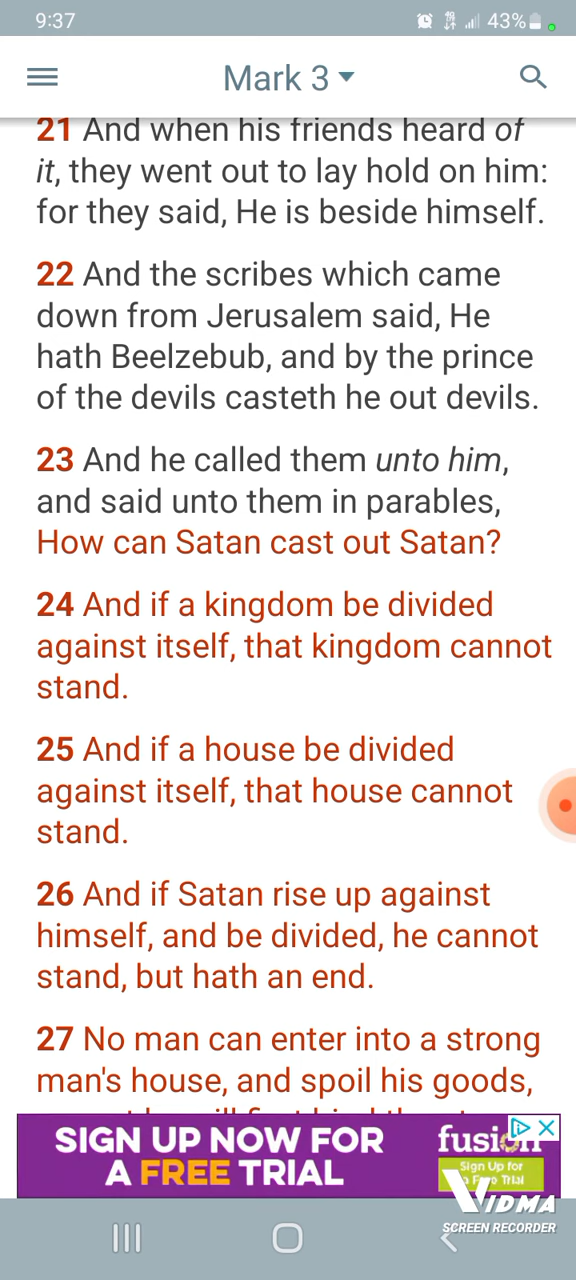 9:37
4G 43%
Mark 3
21 And when his friends heard of
it, they went out to lay hold on him:
for they said, He is beside himself.
22 And the scribes which came
down from Jerusalem said, He
hath Beelzebub, and by the prince
of the devils casteth he out devils.
23 And he called them unto him,
and said unto them in parables,
How can Satan cast out Satan?
24 And if a kingdom be divided
against itself, that kingdom cannot
stand.
25 And if a house be divided
against itself, that house cannot
stand.
26 And if Satan rise up against
himself, and be divided, he cannot
stand, but hath an end.
27 No man can enter into a strong
man's house, and spoil his goods,
SIGN UP NOW FOR
A FREE TRIAL
fusion
Sign Up for
a Free Trial
VIDMA
SCREEN RECORDER